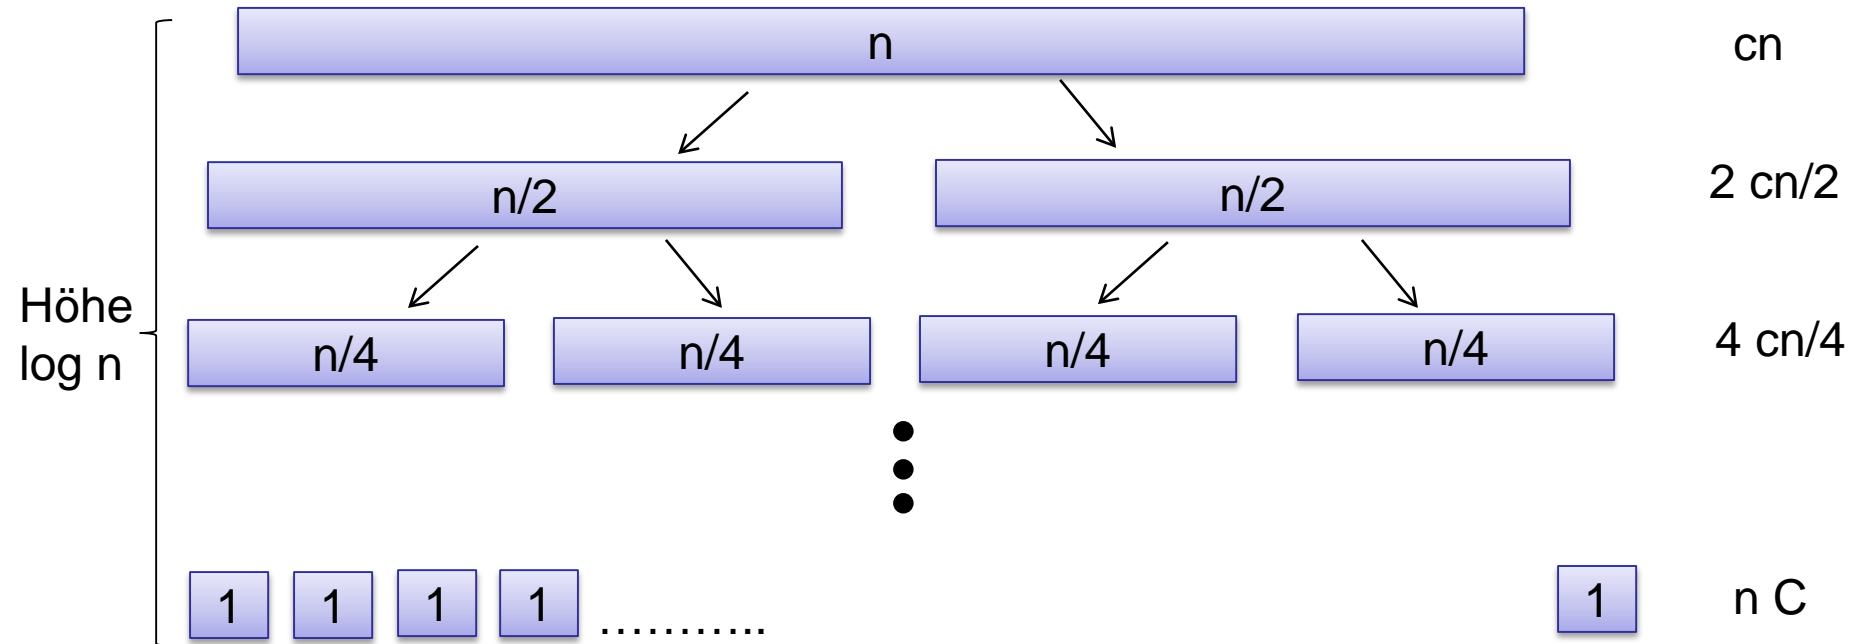 n
cn
n/2
n/2
2 cn/2
Höhe
log n
n/4
n/4
n/4
n/4
4 cn/4
1
1
1
1
...........
1
n C